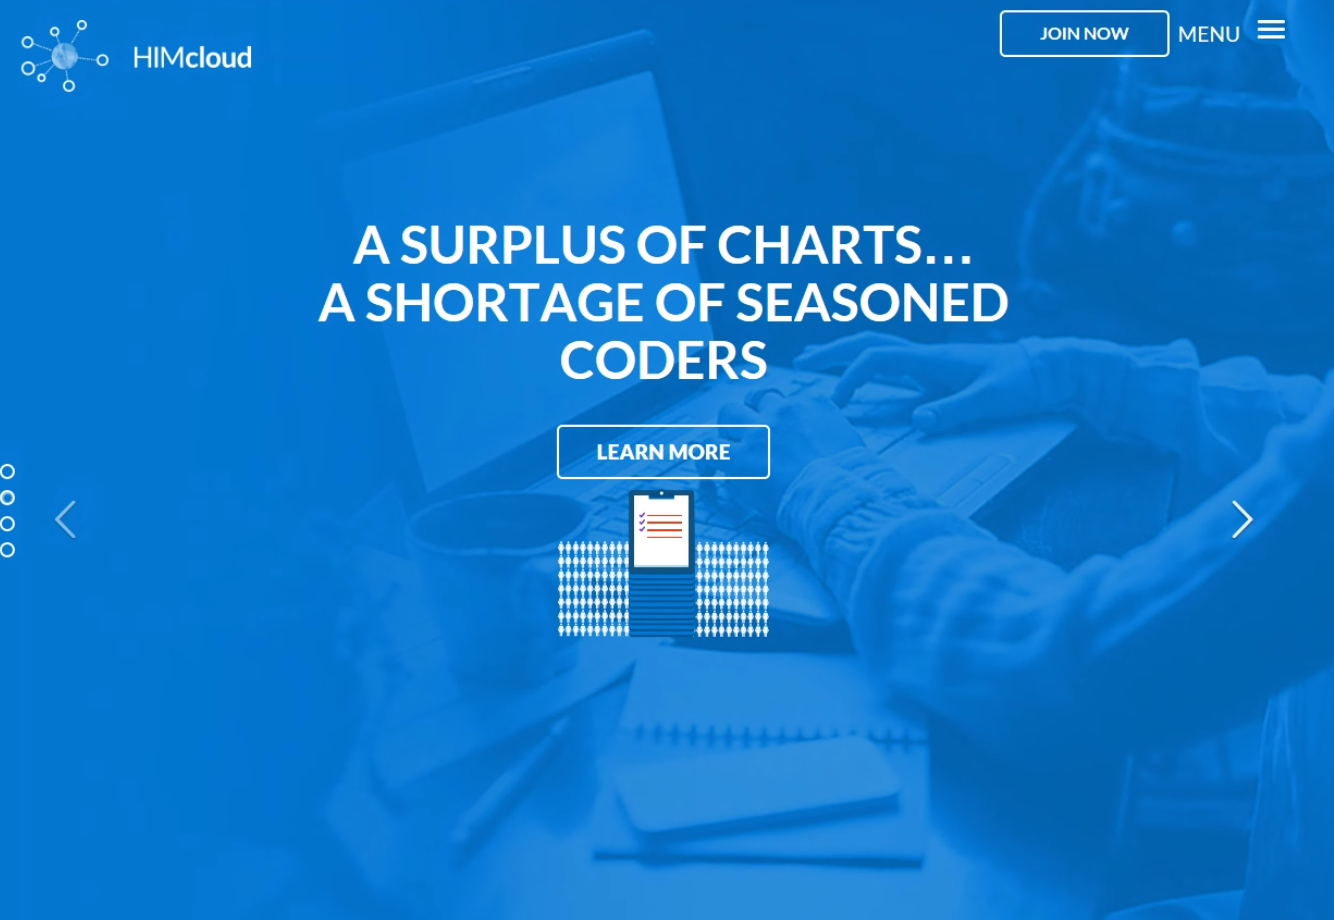 HIMcloud
JOIN NOW
MENU
A SURPLUS OF CHARTS...
A SHORTAGE OF SEASONED
CODERS
LEARN MORE